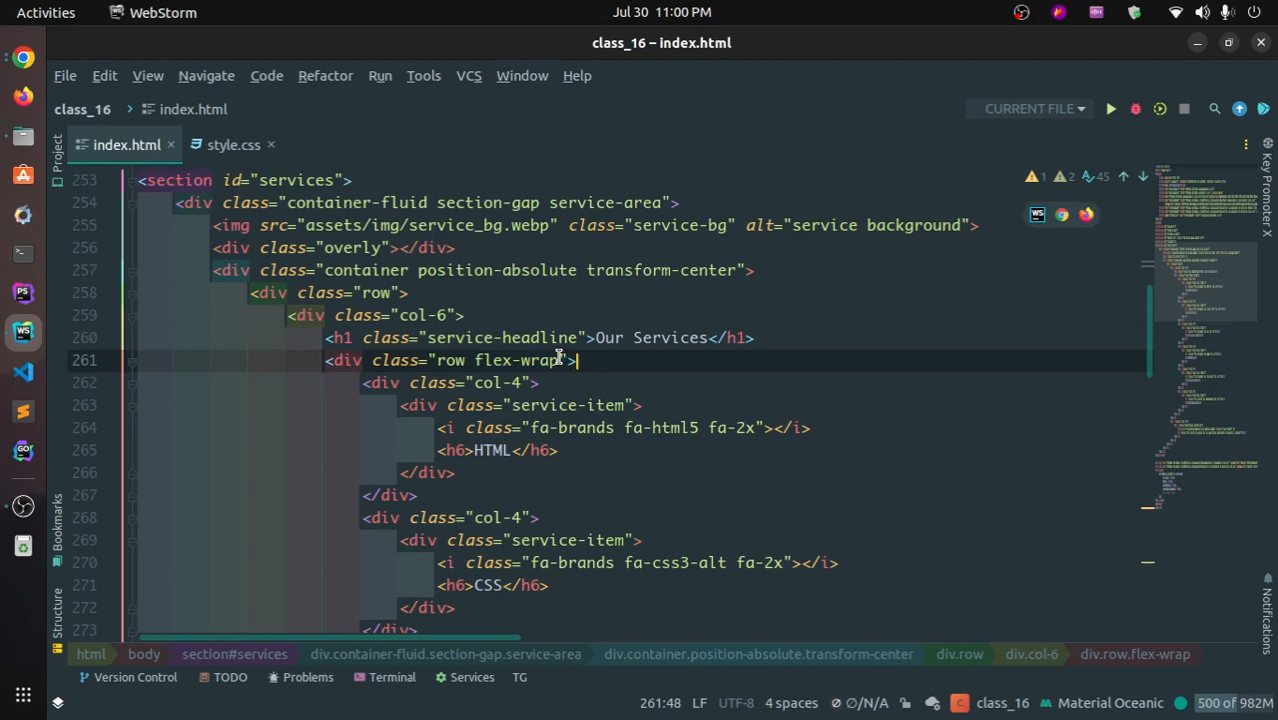 Activities WebStorm Jul 30 11:00 PM
class_16 – index.html
File Edit View Navigate Code Refactor Run Tools VCS Window Help
class_16 index.html CURRENT FILE
Project index.html style.css
253 <section id="services">
254 <div class="container-fluid section-gap service-area">
255 <img src="assets/img/service_bg.webp" class="service-bg" alt="service background">
256 <div class="overly"></div>
257 <div class="container position-absolute transform-center">
258 <div class="row">
259 <div class="col-6">
260 <h1 class="service-headline">Our Services</h1>
261 <div class="row flex-wrap">
262 <div class="col-4">
263 <div class="service-item">
264 <i class="fa-brands fa-html5 fa-2x"></i>
265 <h6>HTML</h6>
266 </div>
267 </div>
268 <div class="col-4">
269 <div class="service-item">
270 <i class="fa-brands fa-css3-alt fa-2x"></i>
271 <h6>CSS</h6>
272 </div>
273 </div>
1 2 45
Key Promoter X
Notifications
Bookmarks
Structure
html body section#services div.container-fluid.section-gap.service-area div.container.position-absolute.transform-center div.row div.col-6 div.row.flex-wrap
Version Control TODO Problems Terminal Services TG
261:48 LF UTF-8 4 spaces Ø/N/A C class_16 Material Oceanic 500 of 982M